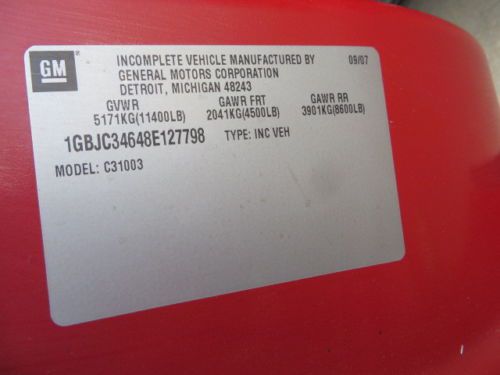 GM
INCOMPLETE VEHICLE MANUFACTURED BY 09/07
GENERAL MOTORS CORPORATION
DETROIT, MICHIGAN 48243
GVWR GAWR FRT GAWR RR
5171KG(11400LB) 2041KG(4500LB) 3901KG(8600LB)
1GBJC34648E127798 TYPE: INC VEH
MODEL: C31003